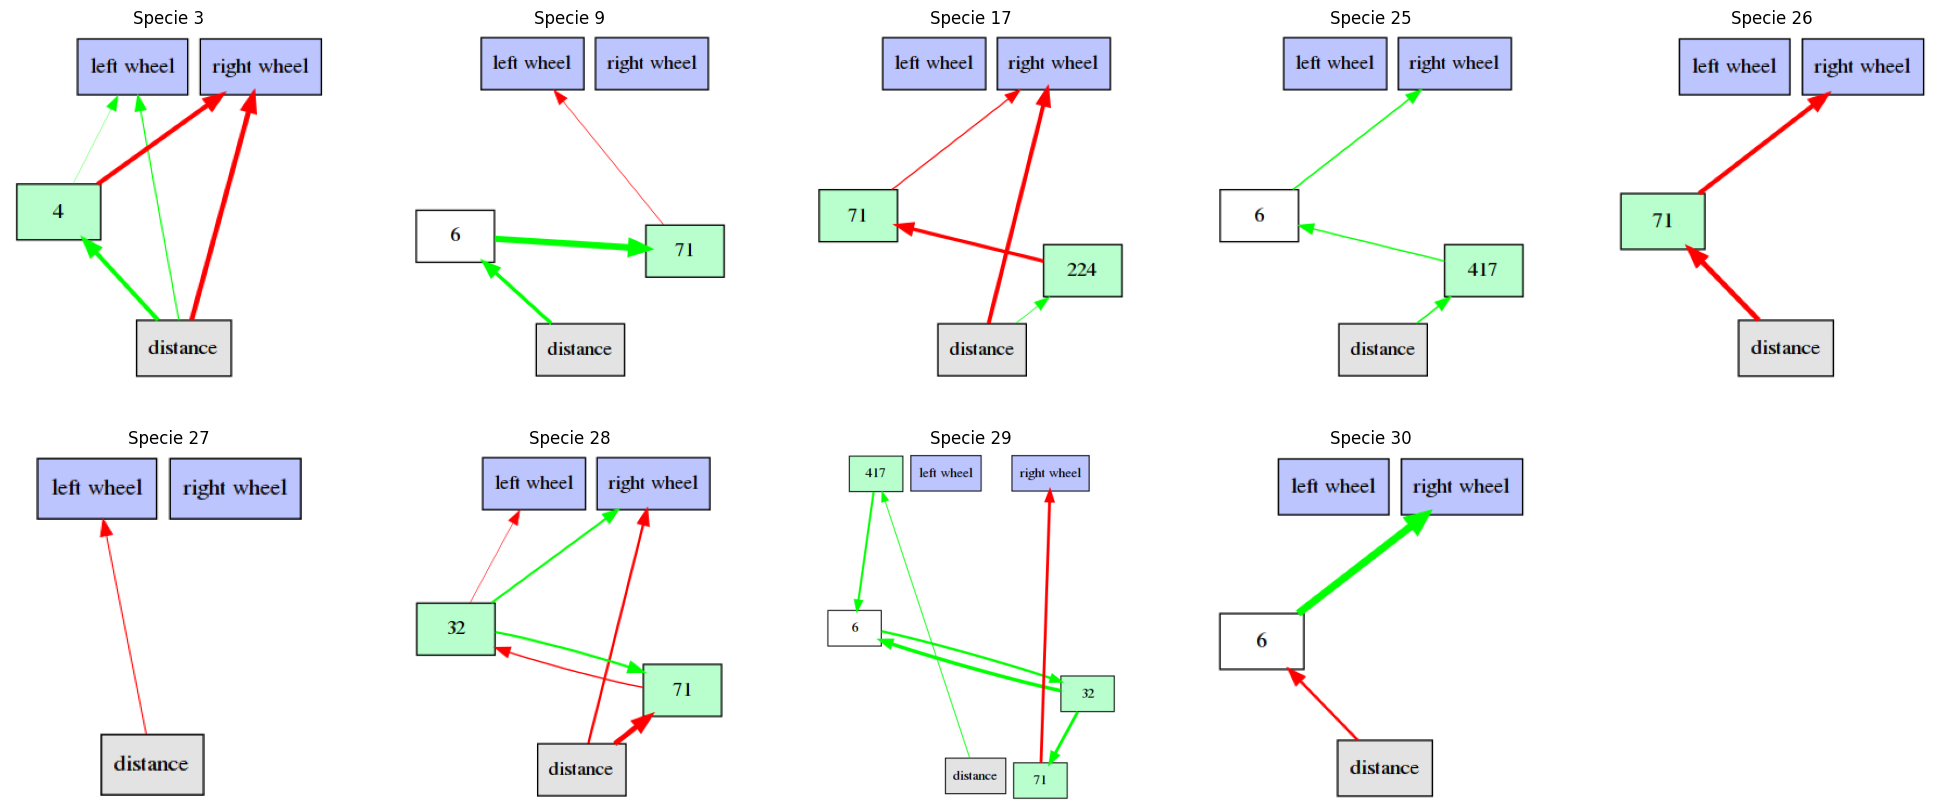 Specie 3
left wheel
right wheel
4
distance
Specie 9
left wheel
right wheel
6
71
distance
Specie 17
left wheel
right wheel
71
224
distance
Specie 25
left wheel
right wheel
6
417
distance
Specie 26
left wheel
right wheel
71
distance
Specie 27
left wheel
right wheel
distance
Specie 28
left wheel
right wheel
32
71
distance
Specie 29
417
left wheel
right wheel
6
32
distance
71
Specie 30
left wheel
right wheel
6
distance